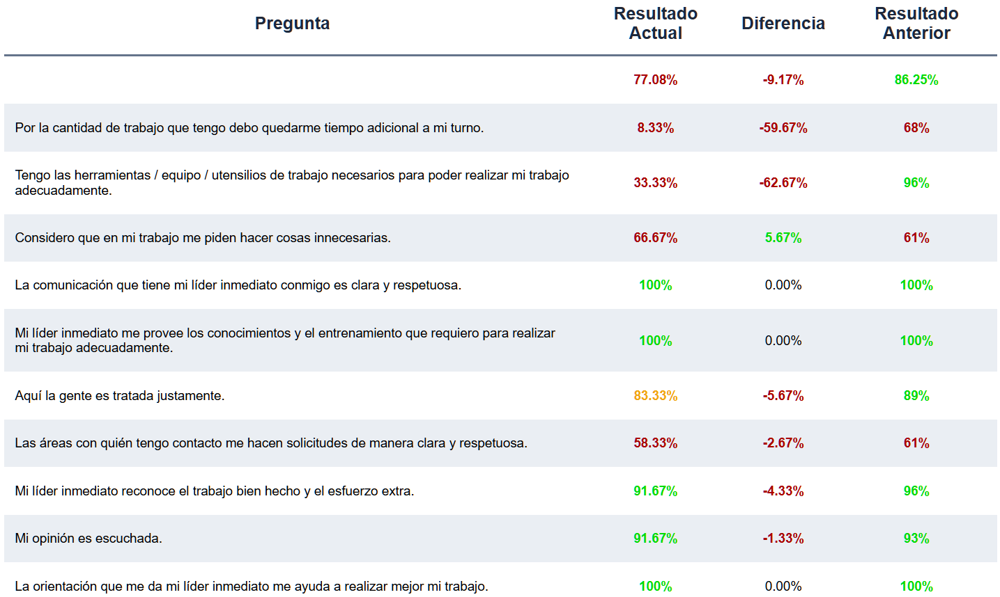 Pregunta Resultado Actual Diferencia Resultado Anterior
77.08% -9.17% 86.25%
Por la cantidad de trabajo que tengo debo quedarme tiempo adicional a mi turno. 8.33% -59.67% 68%
Tengo las herramientas / equipo / utensilios de trabajo necesarios para poder realizar mi trabajo
adecuadamente. 33.33% -62.67% 96%
Considero que en mi trabajo me piden hacer cosas innecesarias. 66.67% 5.67% 61%
La comunicación que tiene mi líder inmediato conmigo es clara y respetuosa. 100% 0.00% 100%
Mi líder inmediato me provee los conocimientos y el entrenamiento que requiero para realizar
mi trabajo adecuadamente. 100% 0.00% 100%
Aquí la gente es tratada justamente. 83.33% -5.67% 89%
Las áreas con quién tengo contacto me hacen solicitudes de manera clara y respetuosa. 58.33% -2.67% 61%
Mi líder inmediato reconoce el trabajo bien hecho y el esfuerzo extra. 91.67% -4.33% 96%
Mi opinión es escuchada. 91.67% -1.33% 93%
La orientación que me da mi líder inmediato me ayuda a realizar mejor mi trabajo. 100% 0.00% 100%